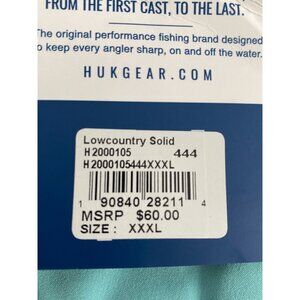 FROM THE FIRST CAST, TO THE LAST.
The original performance fishing brand designed
to keep every angler sharp, on and off the water.
HUKGEAR.COM
Lowcountry Solid
H2000105 444
H2000105444XXXL
1 90840 28211 4
MSRP $60.00
SIZE: XXXL